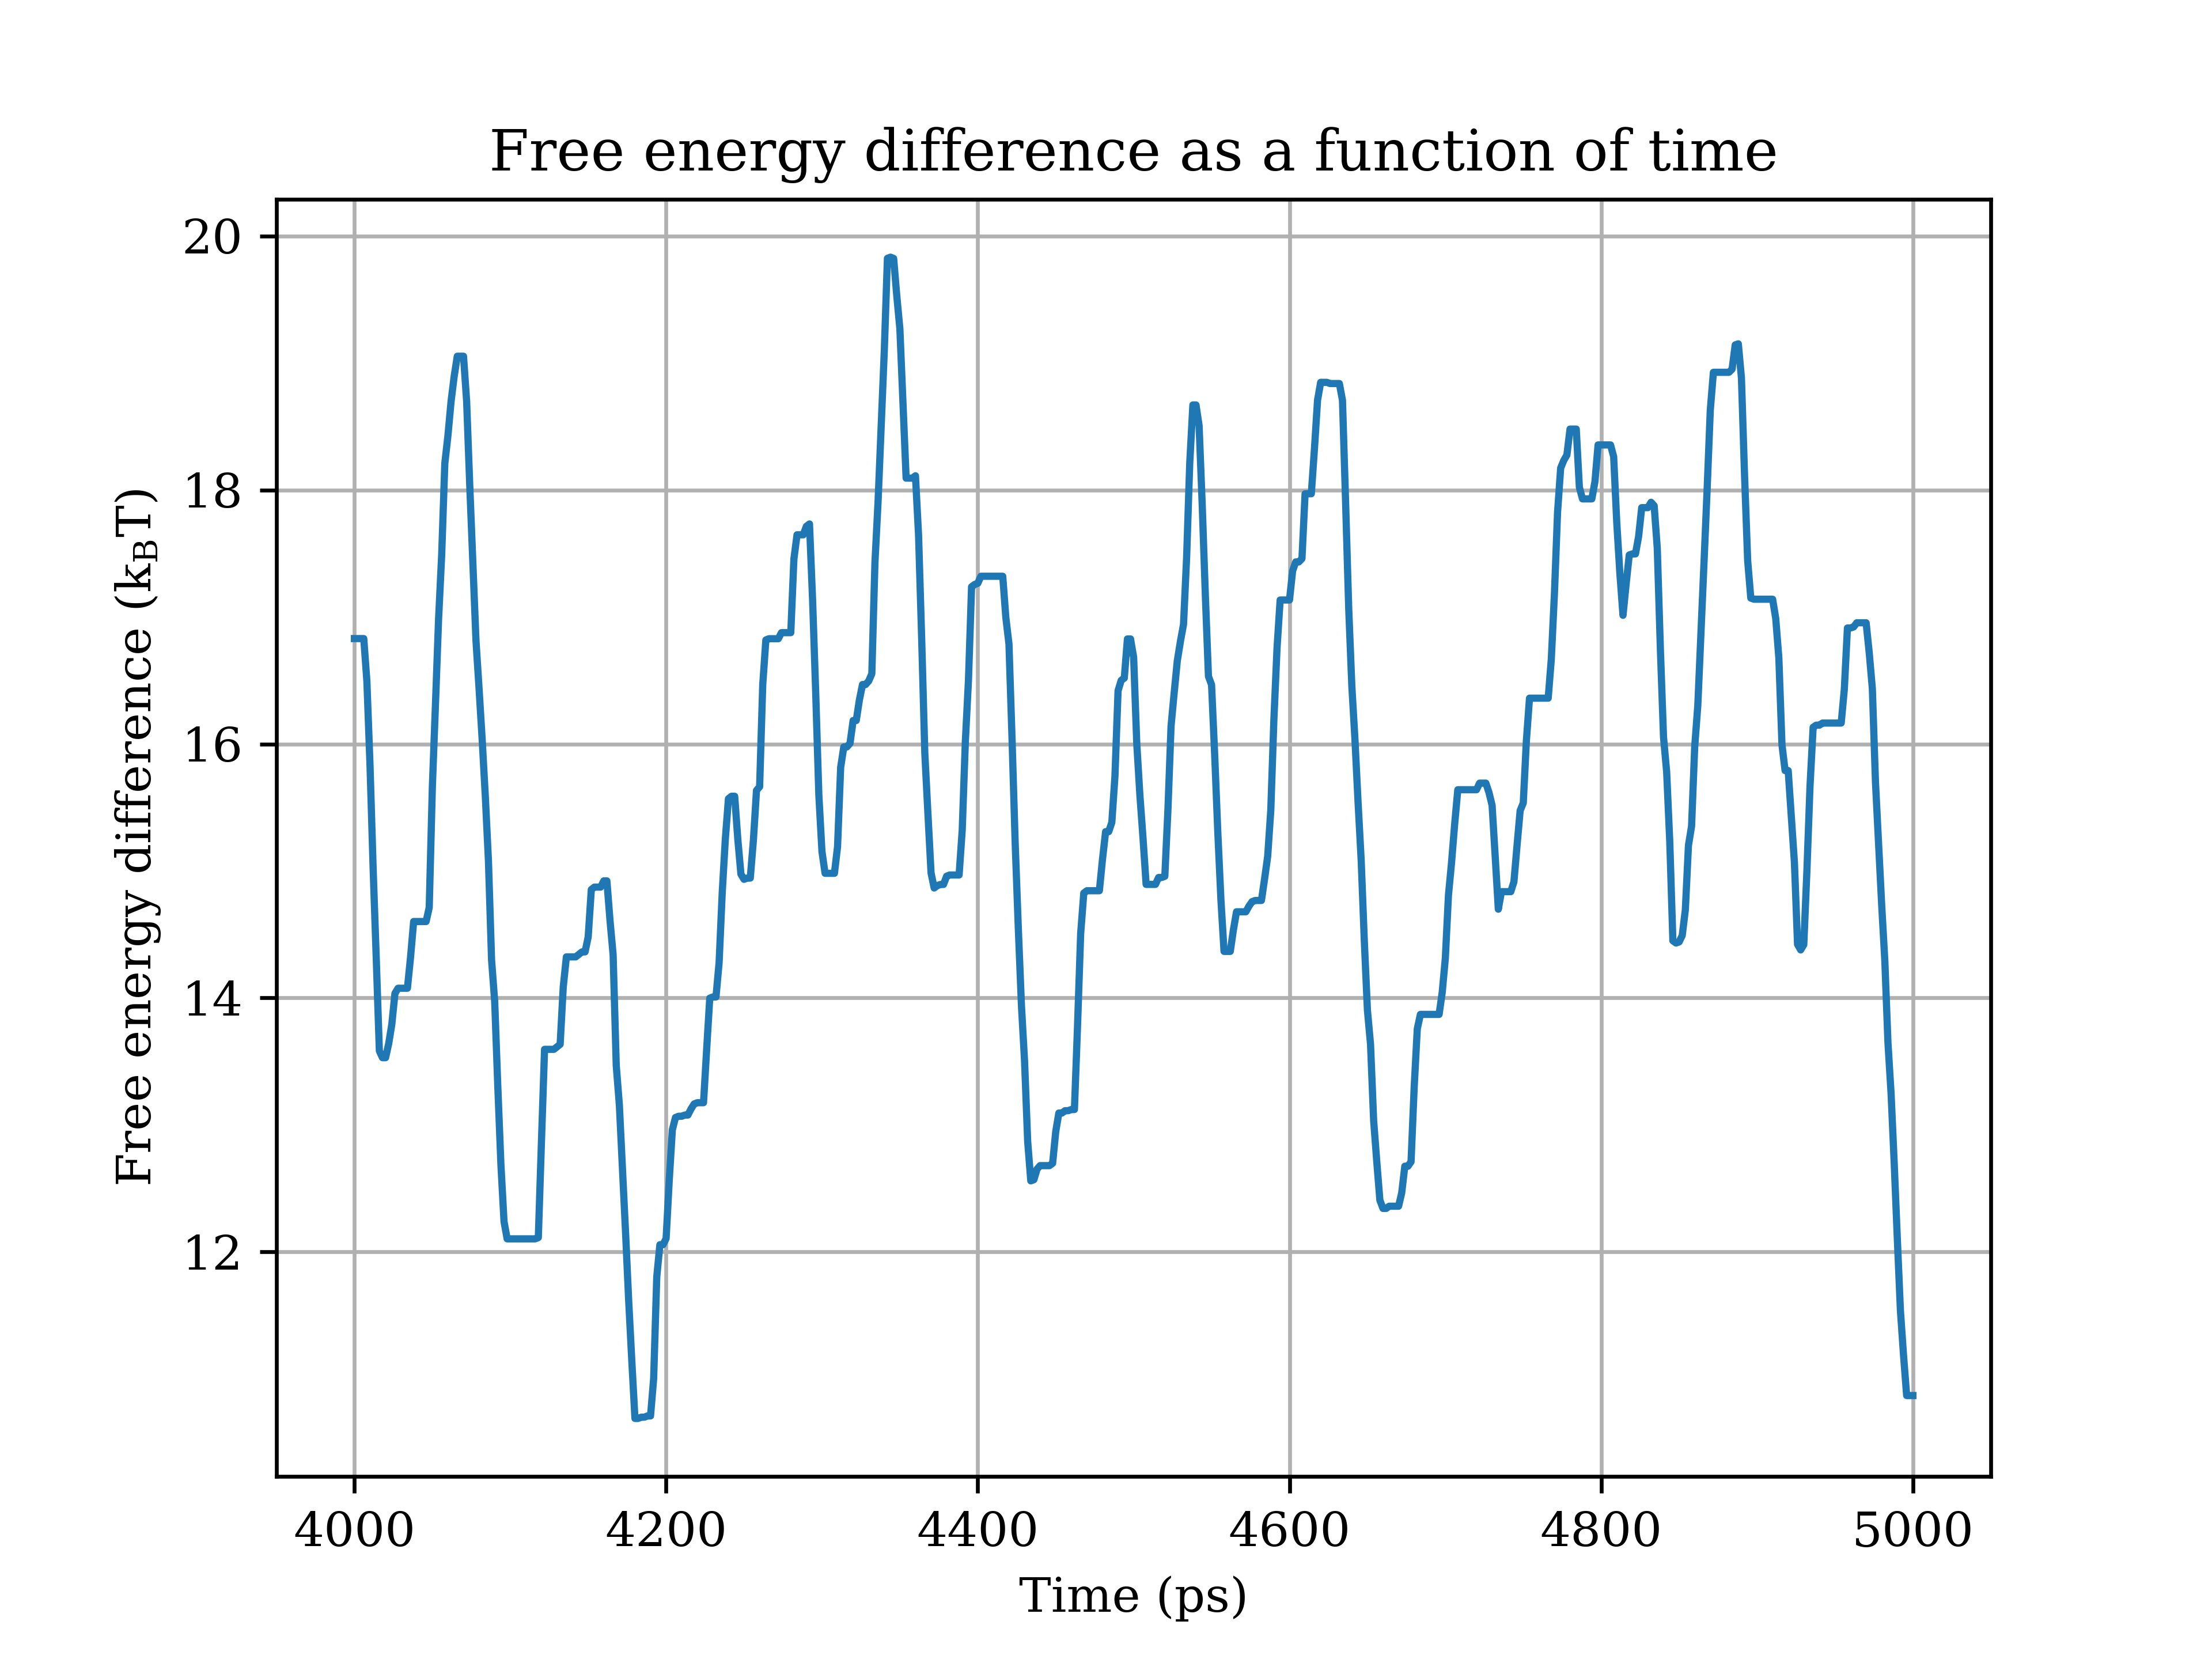 Free energy difference as a function of time
Free energy difference (kBT)
20
18
16
14
12
4000 4200 4400 4600 4800 5000
Time (ps)